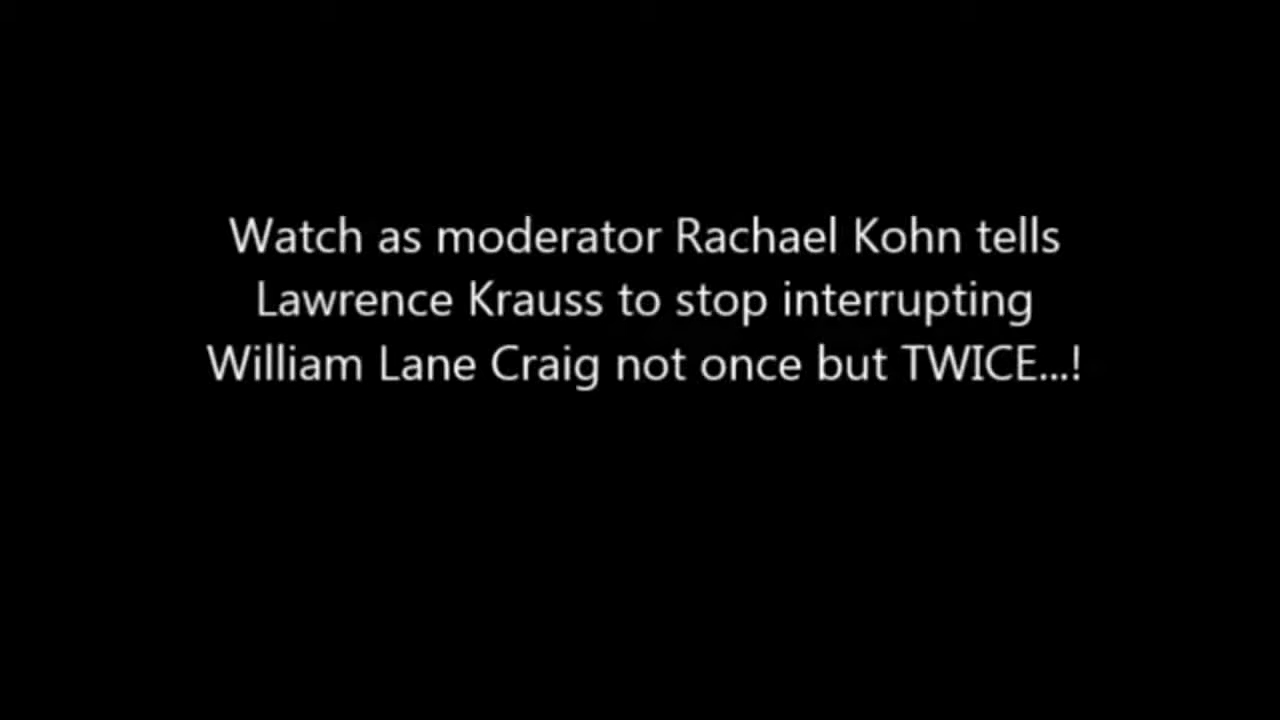 Watch as moderator Rachael Kohn tells
Lawrence Krauss to stop interrupting
William Lane Craig not once but TWICE...!